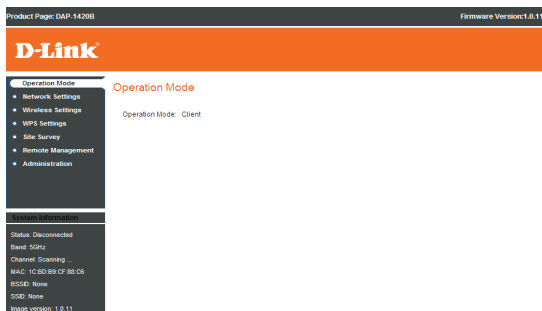 Product Page: DAP-1420B
Firmware Version:1.0.11
D-Link
Operation Mode
Network Settings
Wireless Settings
WPS Settings
Site Survey
Remote Management
Administration
Operation Mode
Operation Mode: Client
System Information
Status: Disconnected
Band: 5GHz
Channel: Scanning ...
MAC: 1C:BD:B9:CF:88:C6
BSSID: None
SSID: None
Image version: 1.0.11